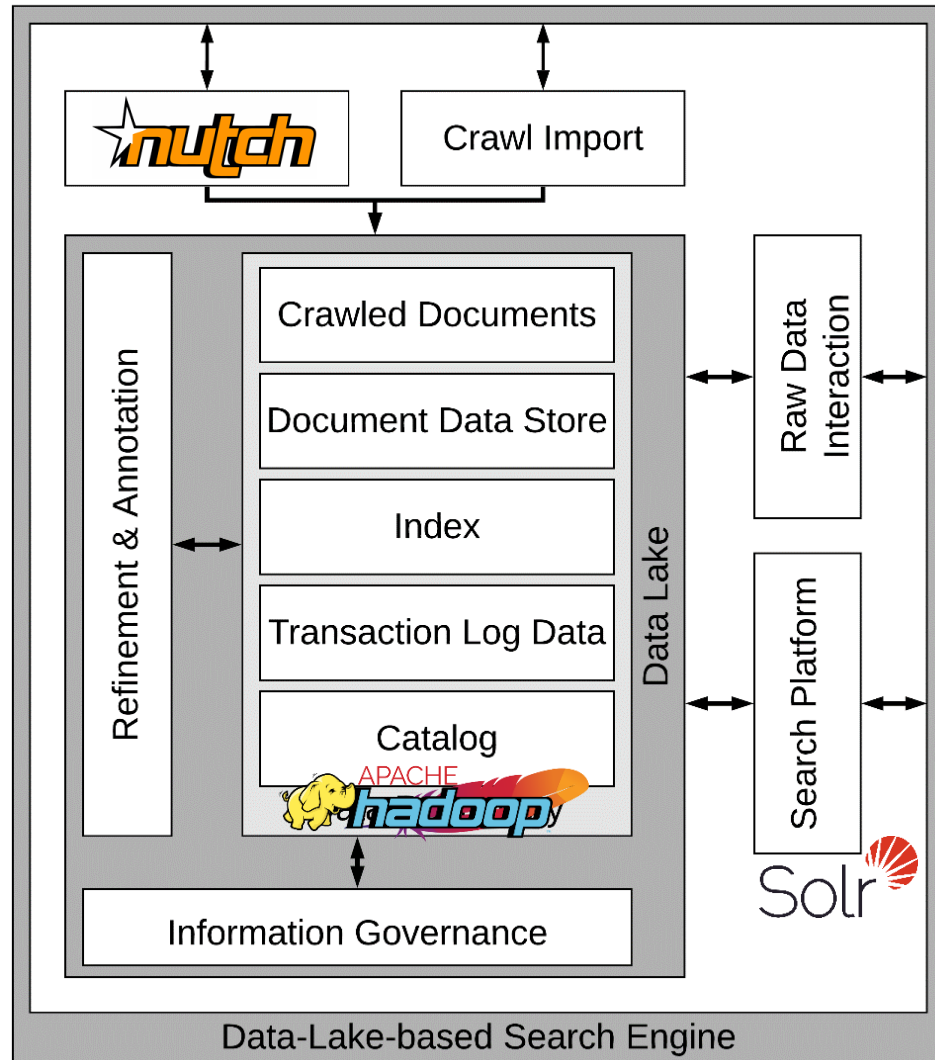 nutch
Crawl Import
Refinement & Annotation
Crawled Documents
Document Data Store
Index
Transaction Log Data
Catalog
APACHE
hadoop
Data Lake
Raw Data
Interaction
Search Platform
Solr
Information Governance
Data-Lake-based Search Engine